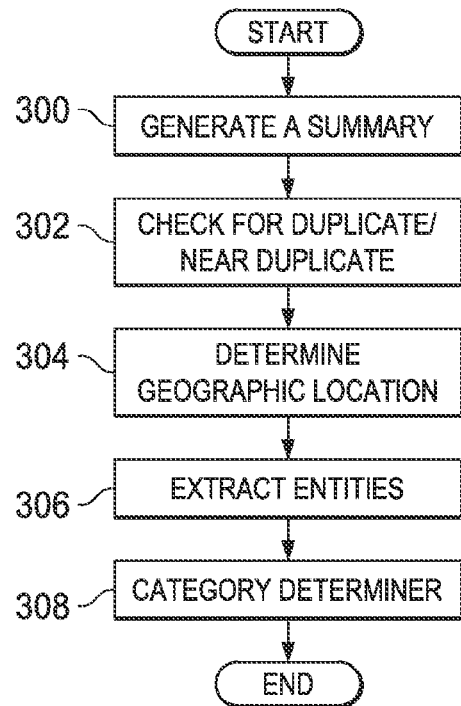 START
300
GENERATE A SUMMARY
302
CHECK FOR DUPLICATE/
NEAR DUPLICATE
304
DETERMINE
GEOGRAPHIC LOCATION
306
EXTRACT ENTITIES
308
CATEGORY DETERMINER
END